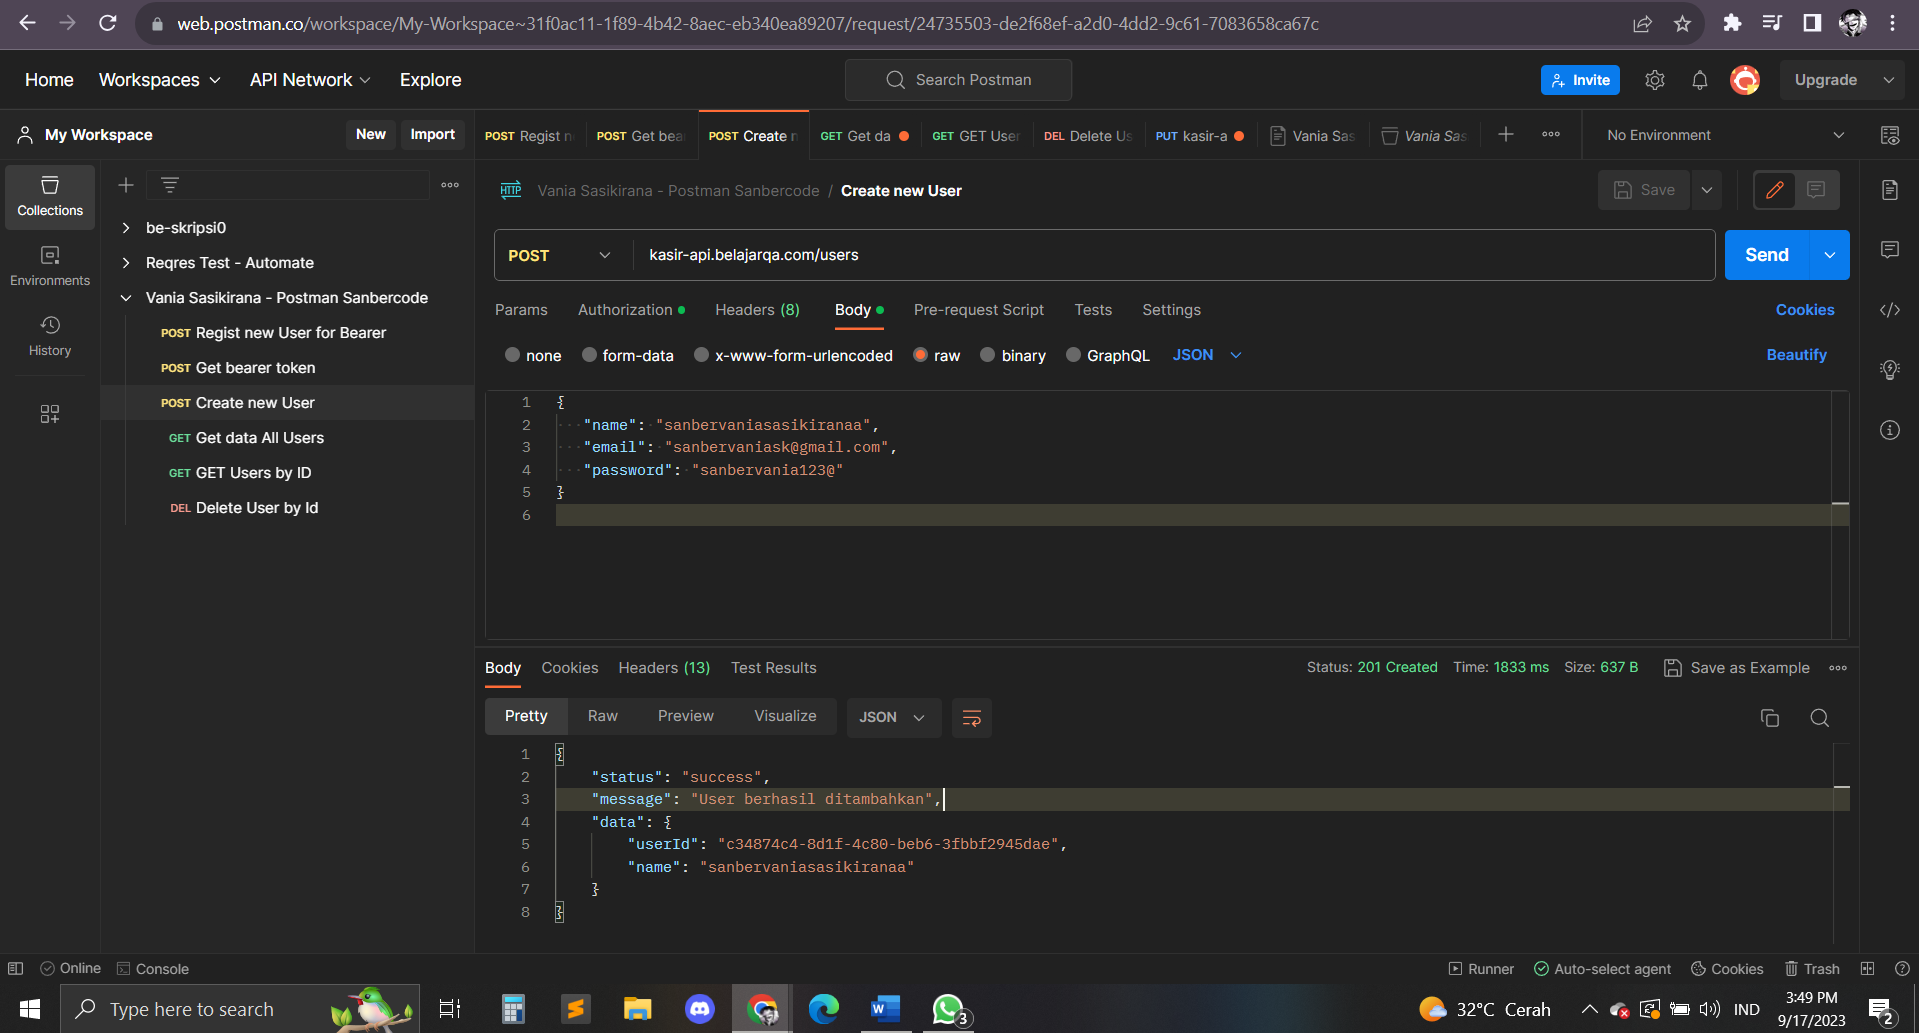 web.postman.co/workspace/My-Workspace~31f0ac11-1f89-4b42-8aec-eb340ea89207/request/24735503-de2f68ef-a2d0-4dd2-9c61-7083658ca67c
Home Workspaces API Network Explore Search Postman Invite Upgrade
My Workspace New Import
POST Regist n POST Get bea POST Create n GET Get da GET GET User DEL Delete Us PUT kasir-a Vania Sas Vania Sas No Environment
Collections
Environments
History
be-skripsi0
Reqres Test - Automate
Vania Sasikirana - Postman Sanbercode
POST Regist new User for Bearer
POST Get bearer token
POST Create new User
GET Get data All Users
GET GET Users by ID
DEL Delete User by Id
HTTP Vania Sasikirana - Postman Sanbercode / Create new User Save
POST kasir-api.belajarqa.com/users Send
Params Authorization Headers (8) Body Pre-request Script Tests Settings Cookies
none form-data x-www-form-urlencoded raw binary GraphQL JSON Beautify
1 {
2 "name": "sanbervaniasasikiranaa",
3 "email": "sanbervaniask@gmail.com",
4 "password": "sanbervania123@"
5 }
6
Body Cookies Headers (13) Test Results Status: 201 Created Time: 1833 ms Size: 637 B Save as Example
Pretty Raw Preview Visualize JSON
1 {
2 "status": "success",
3 "message": "User berhasil ditambahkan",
4 "data": {
5 "userId": "c34874c4-8d1f-4c80-beb6-3fbbf2945dae",
6 "name": "sanbervaniasasikiranaa"
7 }
8 }
Online Console Runner Auto-select agent Cookies Trash
Type here to search 3 32°C Cerah IND 3:49 PM
9/17/2023 2